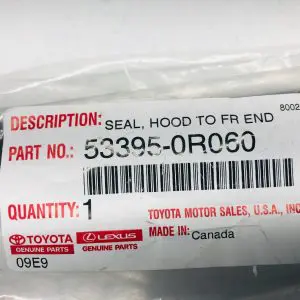 8002
DESCRIPTION: SEAL, HOOD TO FR END
PART NO.: 53395-0R060
QUANTITY: 1 TOYOTA MOTOR SALES, U.S.A., INC
TOYOTA LEXUS MADE IN: Canada
GENUINE PARTS GENUINE PARTS
09E9